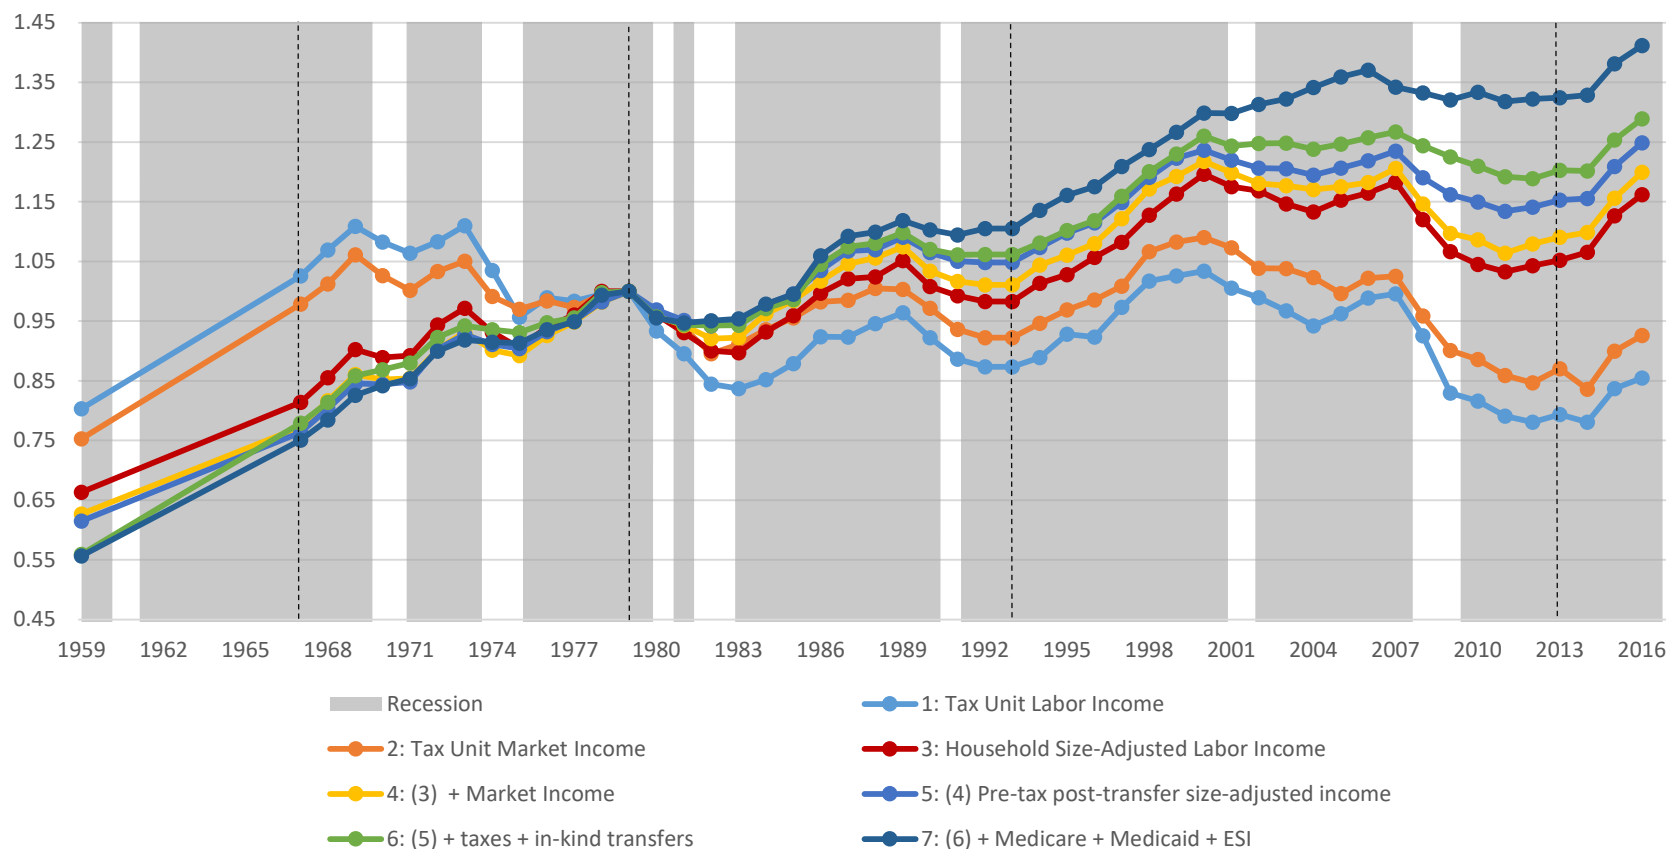 1.45
1.35
1.25
1.15
1.05
0.95
0.85
0.75
0.65
0.55
0.45
1959 1962 1965 1968 1971 1974 1977 1980 1983 1986 1989 1992 1995 1998 2001 2004 2007 2010 2013 2016
Recession 1: Tax Unit Labor Income
2: Tax Unit Market Income 3: Household Size-Adjusted Labor Income
4: (3) + Market Income 5: (4) Pre-tax post-transfer size-adjusted income
6: (5) + taxes + in-kind transfers 7: (6) + Medicare + Medicaid + ESI